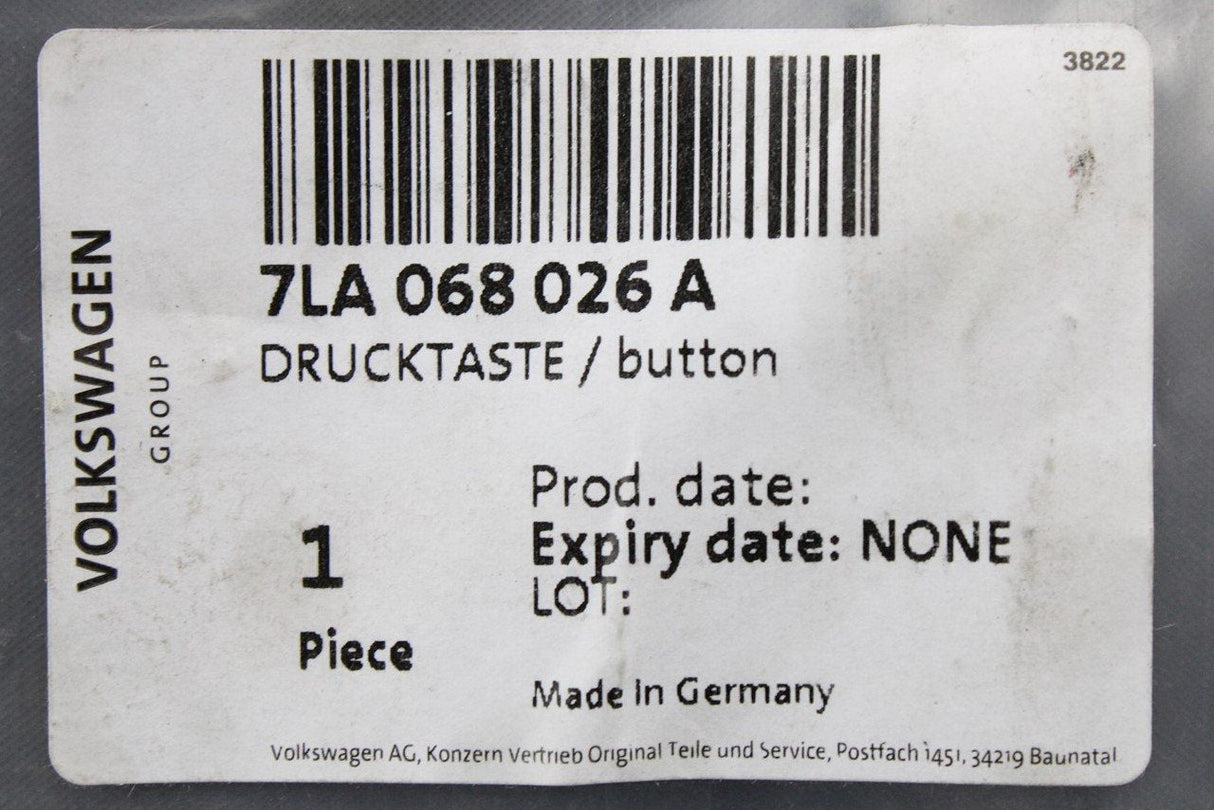 3822
7LA 068 026 A
DRUCKTASTE / button
VOLKSWAGEN
GROUP
Prod. date:
Expiry date: NONE
LOT:
1
Piece
Made in Germany
Volkswagen AG, Konzern Vertrieb Original Teile und Service, Postfach 1451, 34219 Baunatal